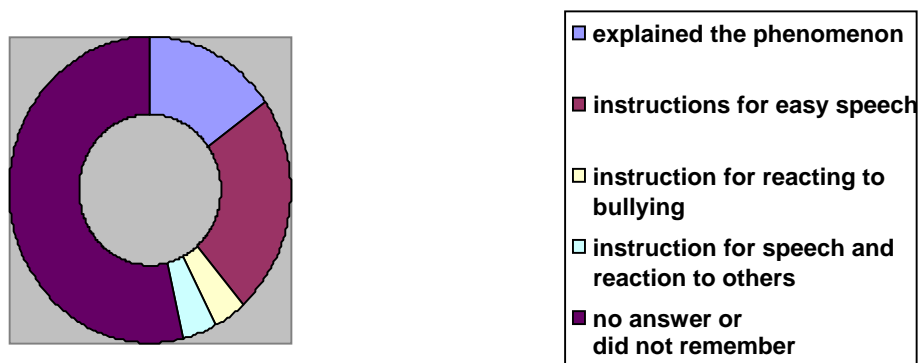 explained the phenomenon
instructions for easy speech
instruction for reacting to
bullying
instruction for speech and
reaction to others
no answer or
did not remember